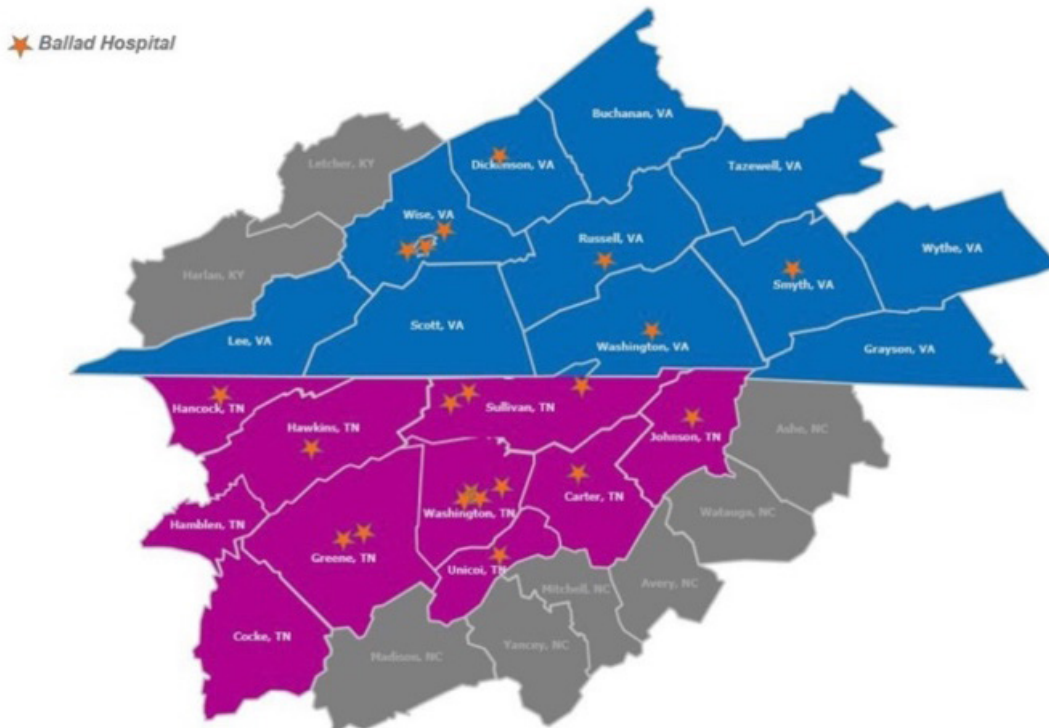 Ballad Hospital
Buchanan, VA
Letcher, KY
Dickenson, VA
Tazewell, VA
Wise, VA
Russell, VA
Wythe, VA
Harlan, KY
Smyth, VA
Scott, VA
Lee, VA
Washington, VA
Grayson, VA
Hancock, TN
Sullivan, TN
Hawkins, TN
Johnson, TN
Ashe, NC
Carter, TN
Washington, TN
Watauga, NC
Hamblen, TN
Greene, TN
Unicoi, TN
Mitchell, NC
Avery, NC
Cocke, TN
Yancey, NC
Madison, NC